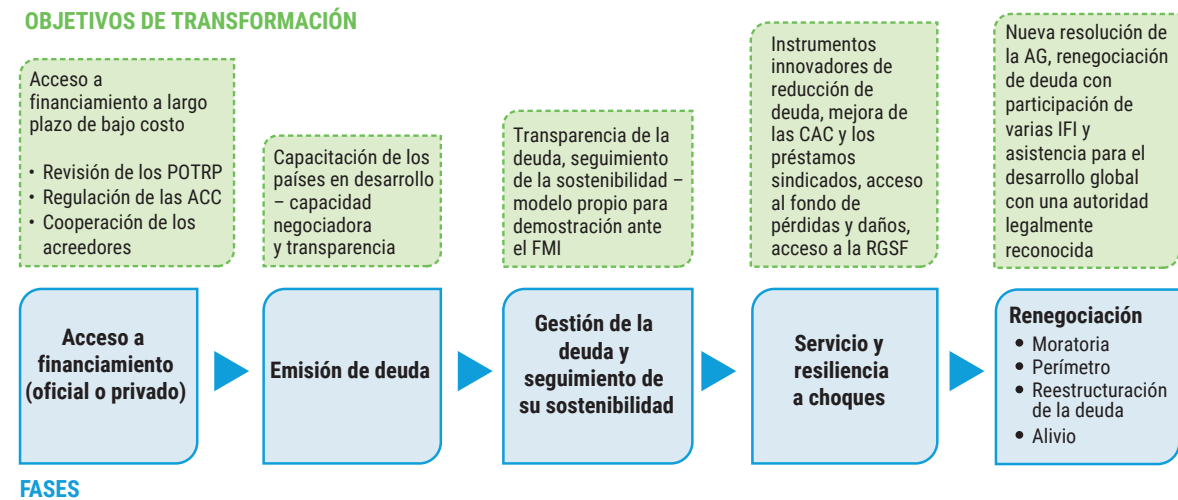 OBJETIVOS DE TRANSFORMACIÓN
Acceso a
financiamiento a largo
plazo de bajo costo
• Revisión de los POTRP
• Regulación de las ACC
• Cooperación de los
acreedores
Capacitación de los
países en desarrollo
– capacidad
negociadora
y transparencia
Transparencia de la
deuda, seguimiento
de la sostenibilidad –
modelo propio para
demostración ante
el FMI
Instrumentos
innovadores de
reducción de
deuda, mejora de
las CAC y los
préstamos
sindicados, acceso
al fondo de
pérdidas y daños,
acceso a la RGSF
Nueva resolución de
la AG, renegociación
de deuda con
participación de
varias IFI y
asistencia para el
desarrollo global
con una autoridad
legalmente
reconocida
Acceso a
financiamiento
(oficial o privado)
Emisión de deuda
Gestión de la
deuda y
seguimiento de
su sostenibilidad
Servicio y
resiliencia
a choques
Renegociación
• Moratoria
• Perímetro
• Reestructuración
de la deuda
• Alivio
FASES